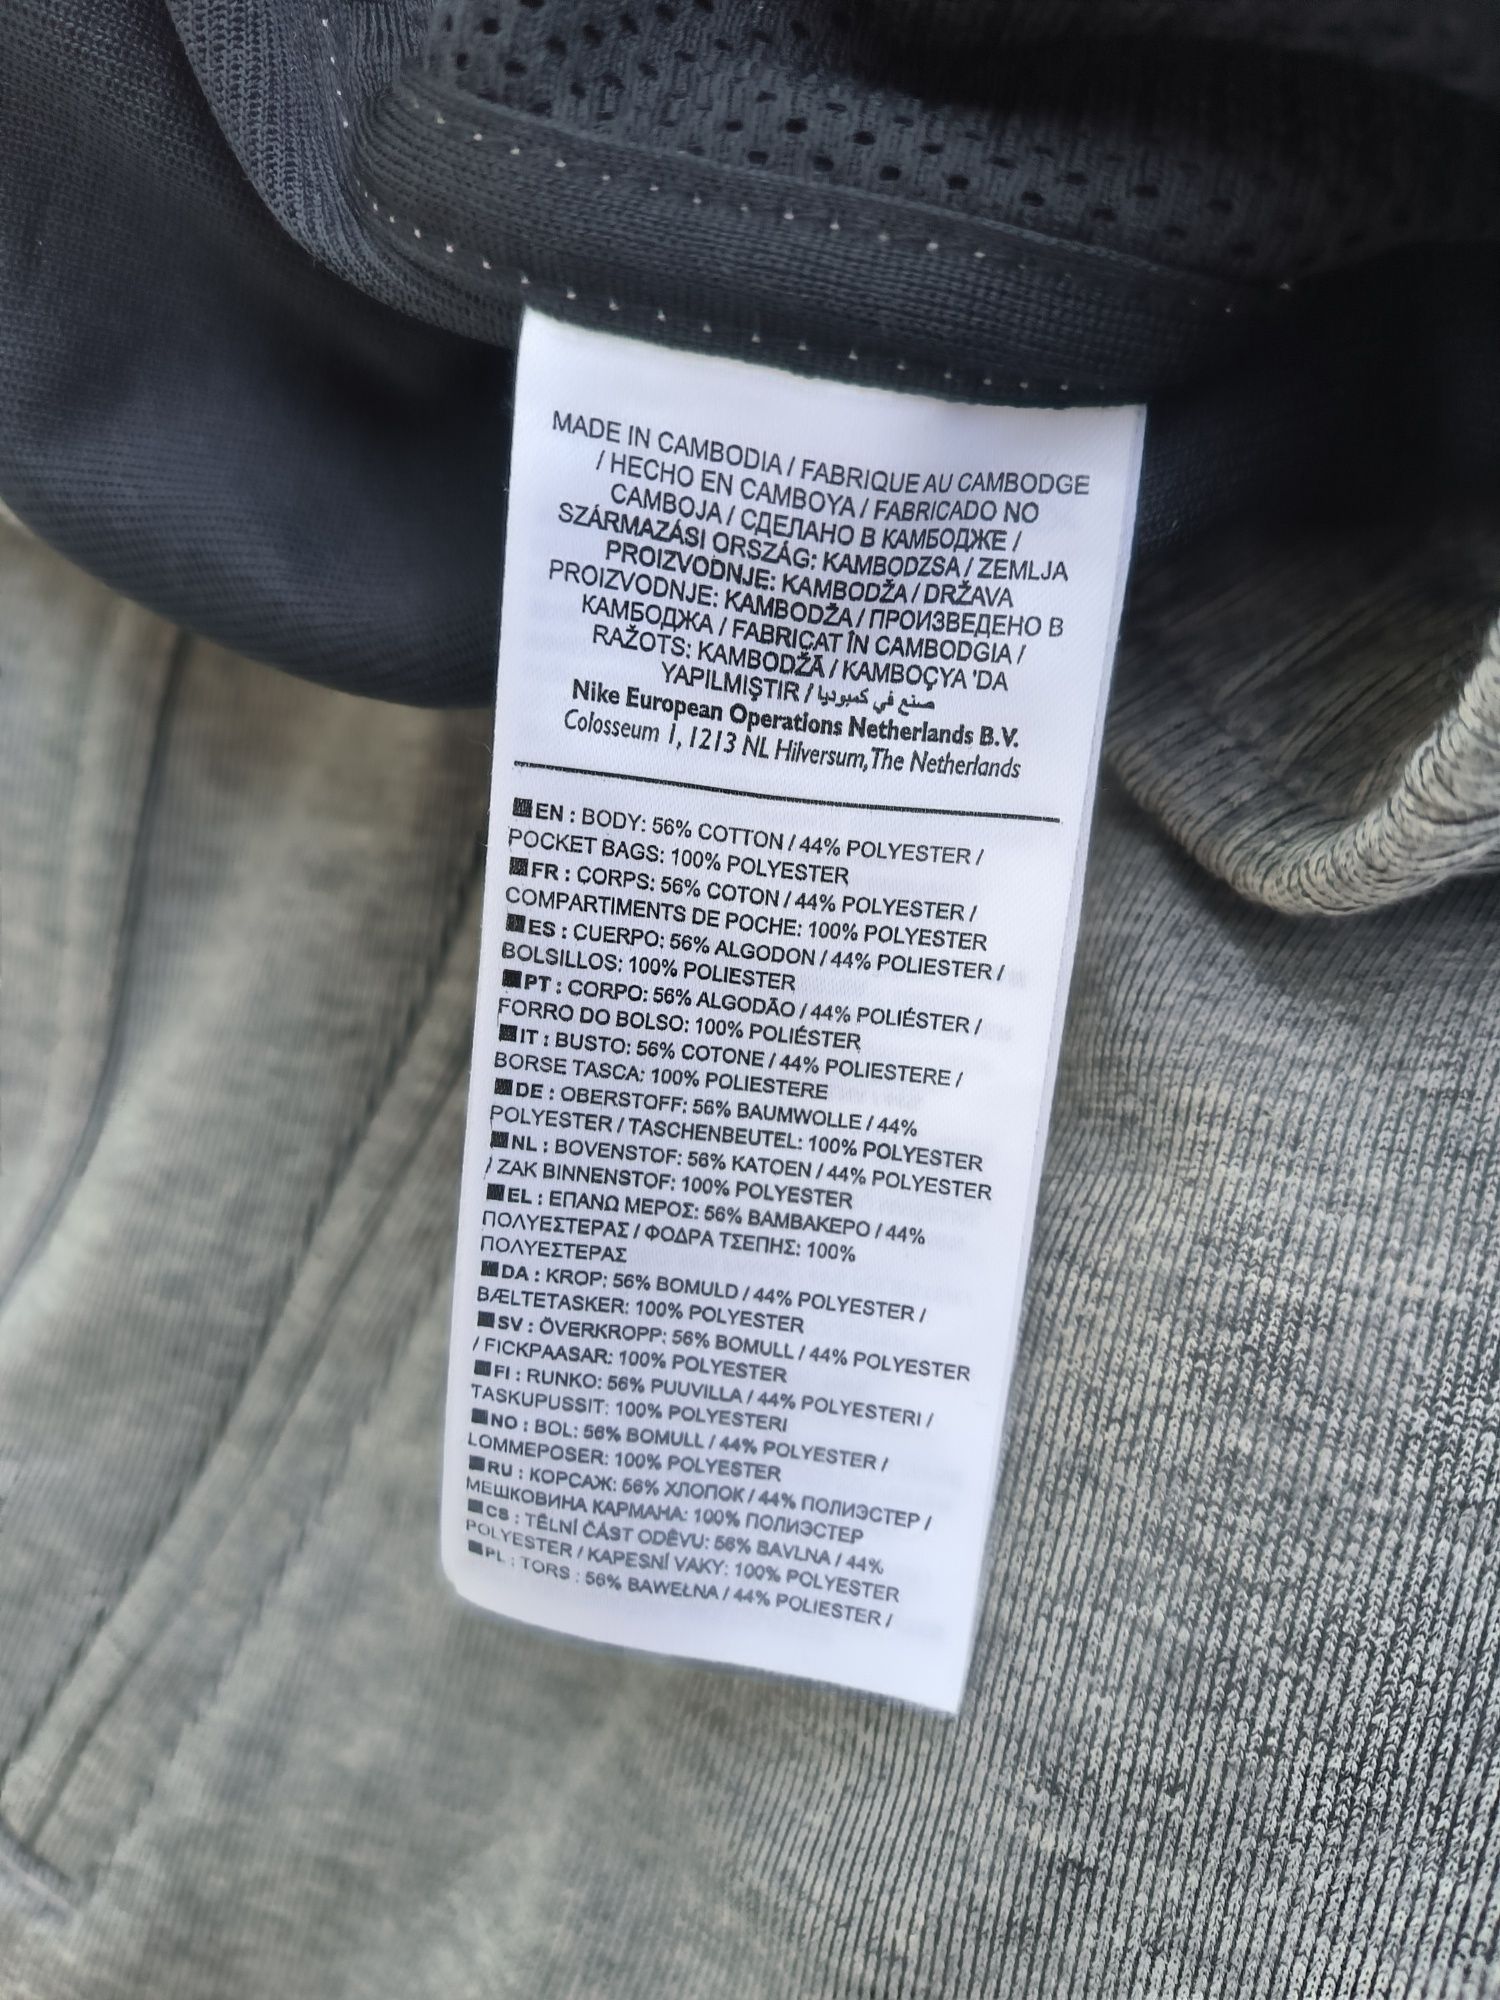 MADE IN CAMBODIA / FABRIQUE AU CAMBODGE
/ HECHO EN CAMBOYA / FABRICADO NO
CAMBOJA / СДЕЛАНО В КАМБОДЖЕ /
SZÁRMAZÁSI ORSZÁG: KAMBODZSA / ZEMLJA
PROIZVODNJE: KAMBODŽA / DRŽAVA
PROIZVODNJE: KAMBODŽA / ПРОИЗВЕДЕНО В
КАМБОДЖА / FABRICAT ÎN CAMBODGIA /
RAŽOTS: KAMBODŽĀ / KAMBOÇYA 'DA
YAPILMIŞTIR / صنع في كمبوديا
Nike European Operations Netherlands B.V.
Colosseum 1, 1213 NL Hilversum, The Netherlands
EN : BODY: 56% COTTON / 44% POLYESTER /
POCKET BAGS: 100% POLYESTER
FR : CORPS: 56% COTON / 44% POLYESTER /
COMPARTIMENTS DE POCHE: 100% POLYESTER
ES : CUERPO: 56% ALGODON / 44% POLIESTER /
BOLSILLOS: 100% POLIESTER
PT : CORPO: 56% ALGODÃO / 44% POLIÉSTER /
FORRO DO BOLSO: 100% POLIÉSTER
IT : BUSTO: 56% COTONE / 44% POLIESTERE /
BORSE TASCA: 100% POLIESTERE
DE : OBERSTOFF: 56% BAUMWOLLE / 44%
POLYESTER / TASCHENBEUTEL: 100% POLYESTER
NL : BOVENSTOF: 56% KATOEN / 44% POLYESTER
/ ZAK BINNENSTOF: 100% POLYESTER
EL : ΕΠΑΝΩ ΜΕΡΟΣ: 56% ΒΑΜΒΑΚΕΡΟ / 44%
ΠΟΛΥΕΣΤΕΡΑΣ / ΦΟΔΡΑ ΤΣΕΠΗΣ: 100%
ΠΟΛΥΕΣΤΕΡΑΣ
DA : KROP: 56% BOMULD / 44% POLYESTER /
BÆLTETASKER: 100% POLYESTER
SV : ÖVERKROPP: 56% BOMULL / 44% POLYESTER
/ FICKPAASAR: 100% POLYESTER
FI : RUNKO: 56% PUUVILLA / 44% POLYESTERI /
TASKUPUSSIT: 100% POLYESTERI
NO : BOL: 56% BOMULL / 44% POLYESTER /
LOMMEPOSER: 100% POLYESTER
RU : КОРСАЖ: 56% ХЛОПОК / 44% ПОЛИЭСТЕР /
МЕШКОВИНА КАРМАНА: 100% ПОЛИЭСТЕР
CS : TĚLNÍ ČÁST ODĚVU: 56% BAVLNA / 44%
POLYESTER / KAPESNÍ VAKY: 100% POLYESTER
PL : TORS : 56% BAWEŁNA / 44% POLIESTER /